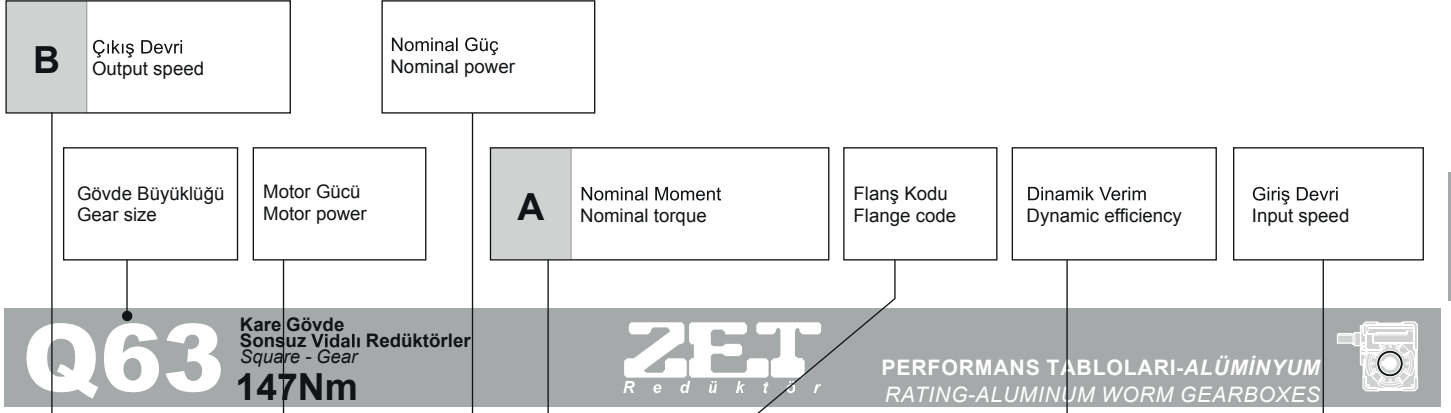 B
Çıkış Devri
Output speed
Nominal Güç
Nominal power
Gövde Büyüklüğü
Gear size
Motor Gücü
Motor power
A
Nominal Moment
Nominal torque
Flanş Kodu
Flange code
Dinamik Verim
Dynamic efficiency
Giriş Devri
Input speed
Q63
Kare Gövde
Sonsuz Vidalı Redüktörler
Square - Gear
147Nm
ZET
Redüktör
PERFORMANS TABLOLARI-ALÜMİNYUM
RATING-ALUMINUM WORM GEARBOXES